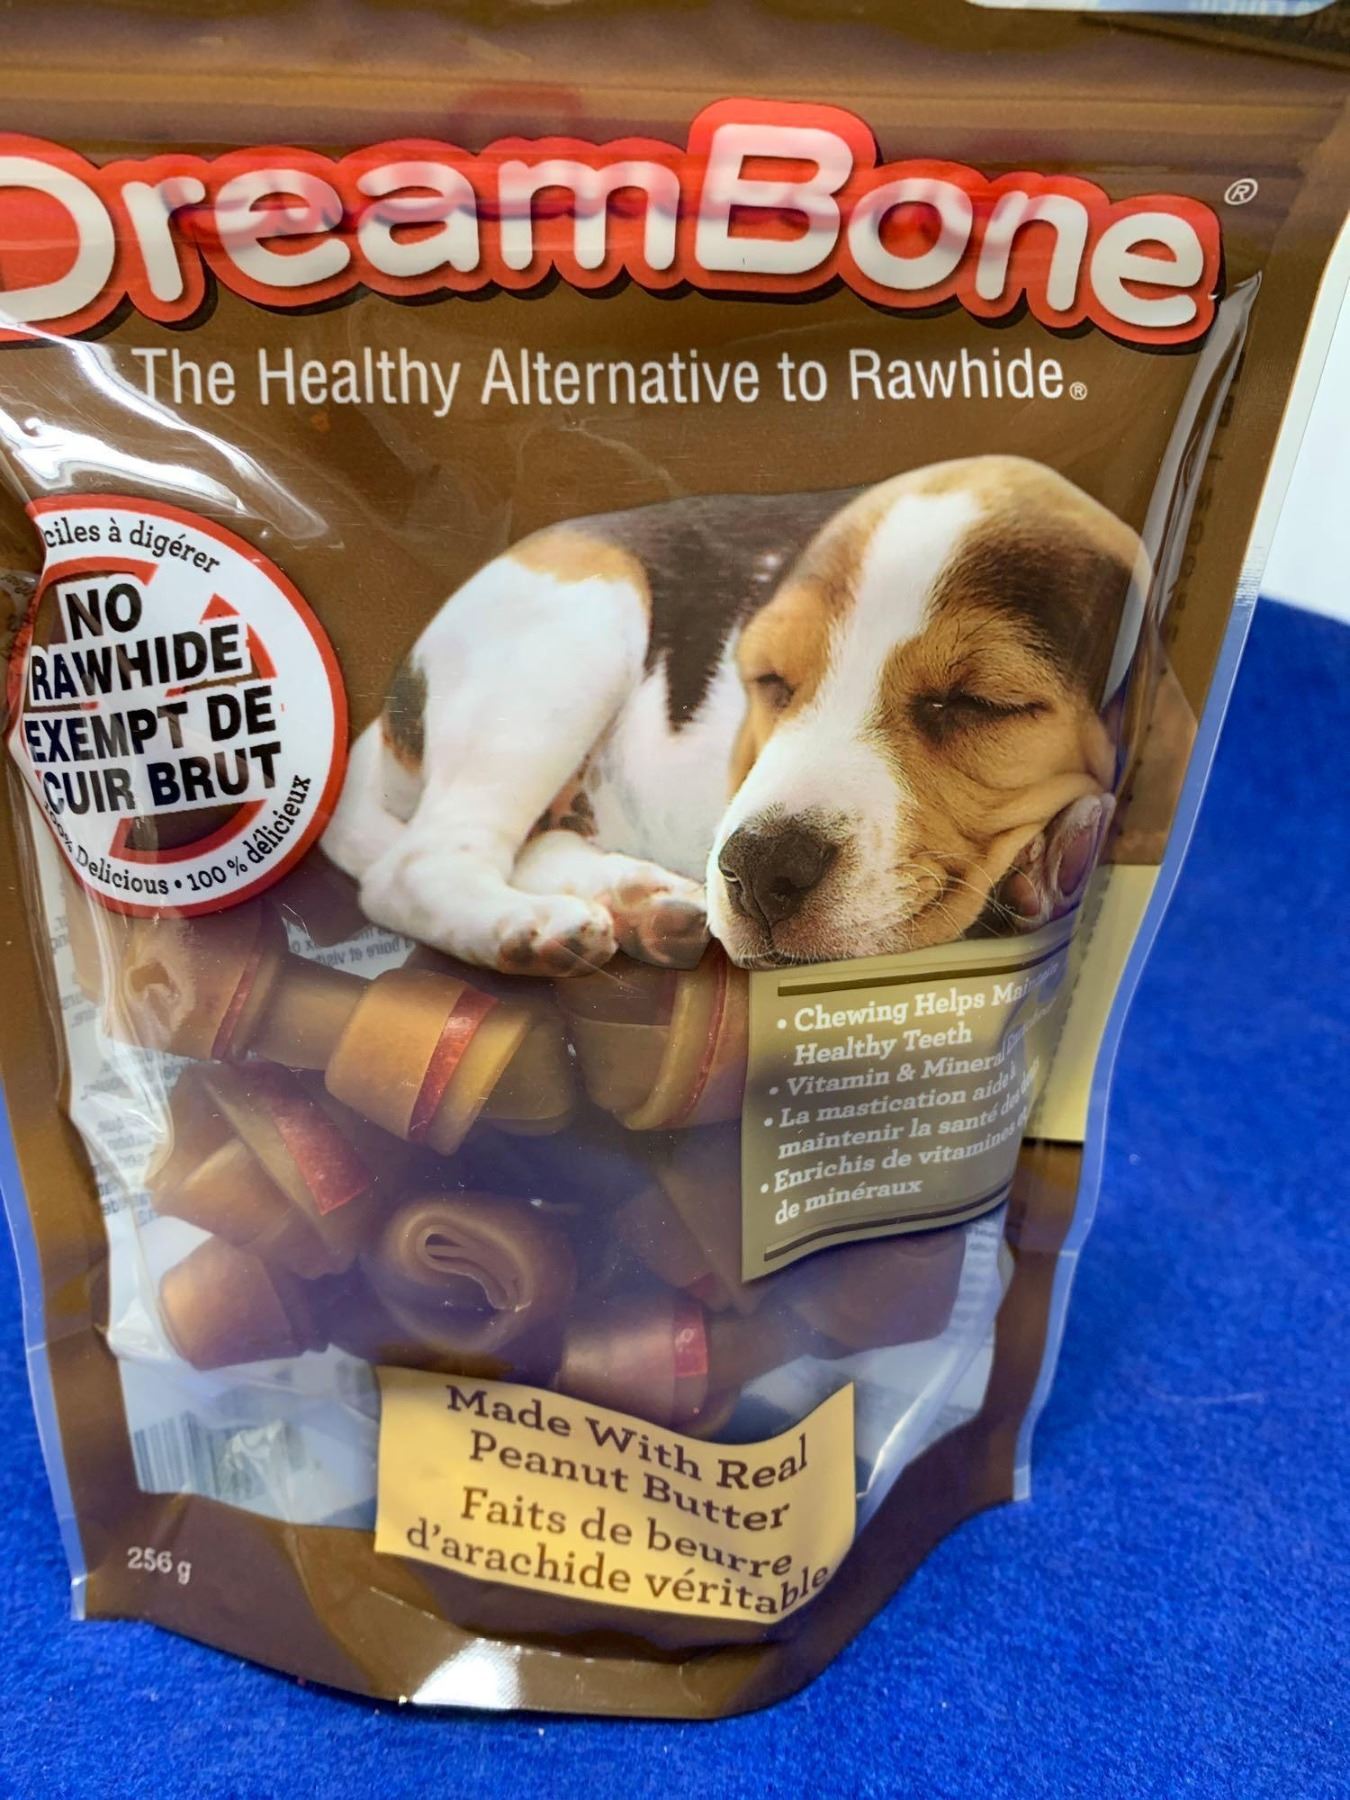 DreamBone®
The Healthy Alternative to Rawhide®
à digérer
NO
RAWHIDE
EXEMPT DE
CUIR BRUT
Delicious • 100 % délicieux
• Chewing Helps
Healthy Teeth
• Vitamin & Mineral
• La mastication aide à
maintenir la santé des
• Enrichis de vitamines et
de minéraux
Made With Real
Peanut Butter
Faits de beurre
d'arachide véritable
256 g